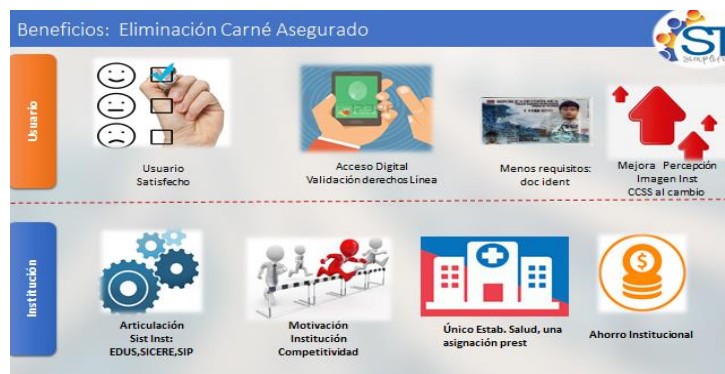 Beneficios: Eliminación Carné Asegurado
ST
simplifi
Usuario
Usuario
Satisfecho
Acceso Digital
Validación derechos Línea
Menos requisitos:
doc ident
Mejora Percepción
Imagen Inst
CCSS al cambio
Institución
Articulación
Sist Inst:
EDUS,SICERE,SIP
Motivación
Institución
Competitividad
Único Estab. Salud, una
asignación prest
Ahorro Institucional